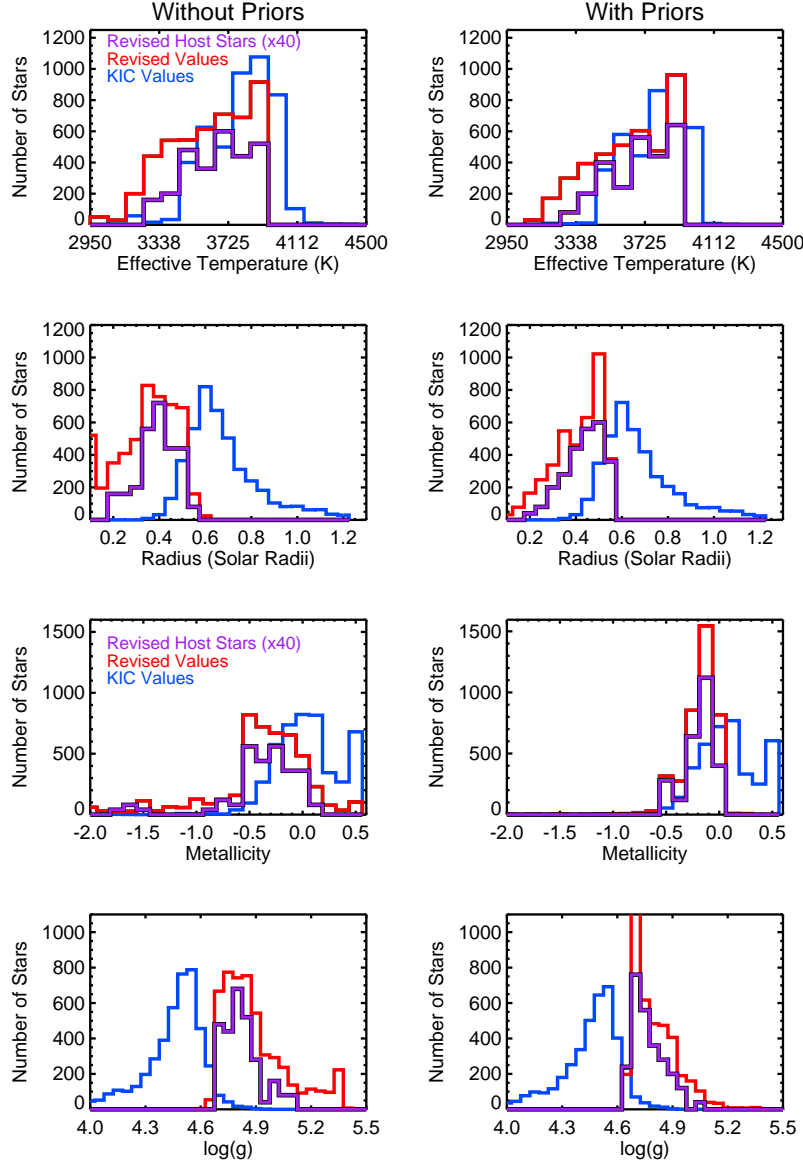 Without Priors
With Priors
Revised Host Stars (x40)
Revised Values
KIC Values
Number of Stars
1200
1000
800
600
400
200
0
2950 3338 3725 4112 4500
Effective Temperature (K)
Number of Stars
1200
1000
800
600
400
200
0
2950 3338 3725 4112 4500
Effective Temperature (K)
Number of Stars
1200
1000
800
600
400
200
0
0.2 0.4 0.6 0.8 1.0 1.2
Radius (Solar Radii)
Number of Stars
1200
1000
800
600
400
200
0
0.2 0.4 0.6 0.8 1.0 1.2
Radius (Solar Radii)
Revised Host Stars (x40)
Revised Values
KIC Values
Number of Stars
1500
1000
500
0
-2.0 -1.5 -1.0 -0.5 0.0 0.5
Metallicity
Number of Stars
1500
1000
500
0
-2.0 -1.5 -1.0 -0.5 0.0 0.5
Metallicity
Number of Stars
1000
800
600
400
200
0
4.0 4.3 4.6 4.9 5.2 5.5
log(g)
Number of Stars
1000
800
600
400
200
0
4.0 4.3 4.6 4.9 5.2 5.5
log(g)